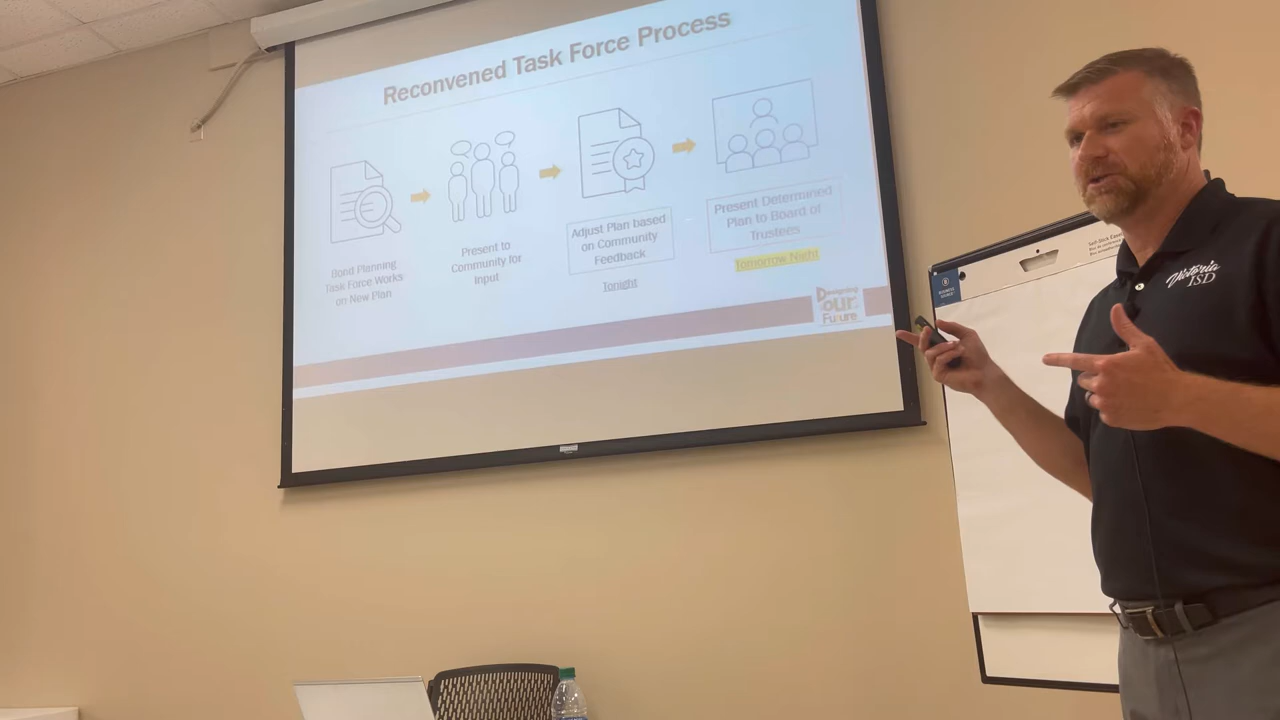 Reconvened Task Force Process
Bond Planning
Task Force Works
on New Plan
Present to
Community for
Input
Adjust Plan based
on Community
Feedback
Tonight
Present Determined
Plan to Board of
Trustees
Tomorrow Night
Designing
our
Future
Victoria
ISD